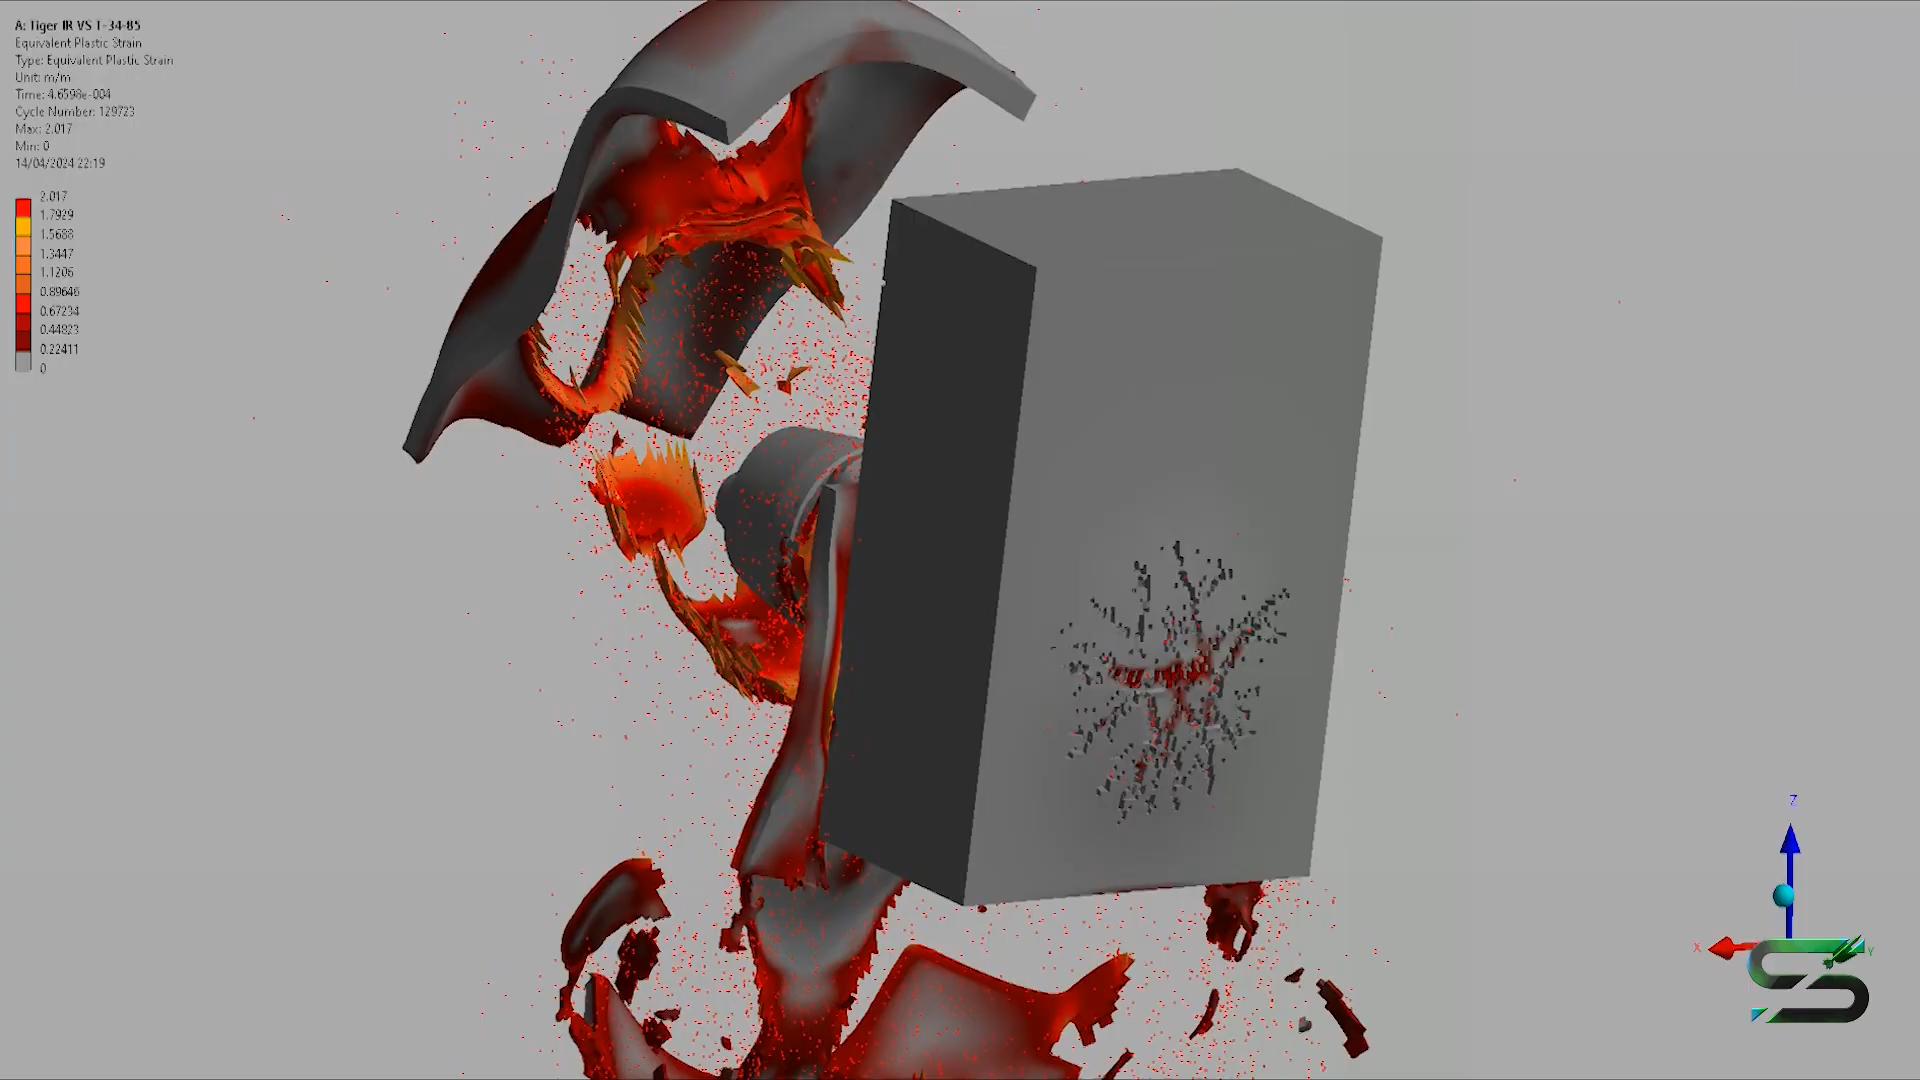 A: Tiger IR VS T-34-85
Equivalent Plastic Strain
Type: Equivalent Plastic Strain
Unit: m/m
Time: 4.6598e-004
Cycle Number: 129723
Max: 2.017
Min: 0
14/04/2024 22:19
2.017
1.7929
1.5688
1.3447
1.1206
0.89646
0.67234
0.44823
0.22411
0
Z
X
Y